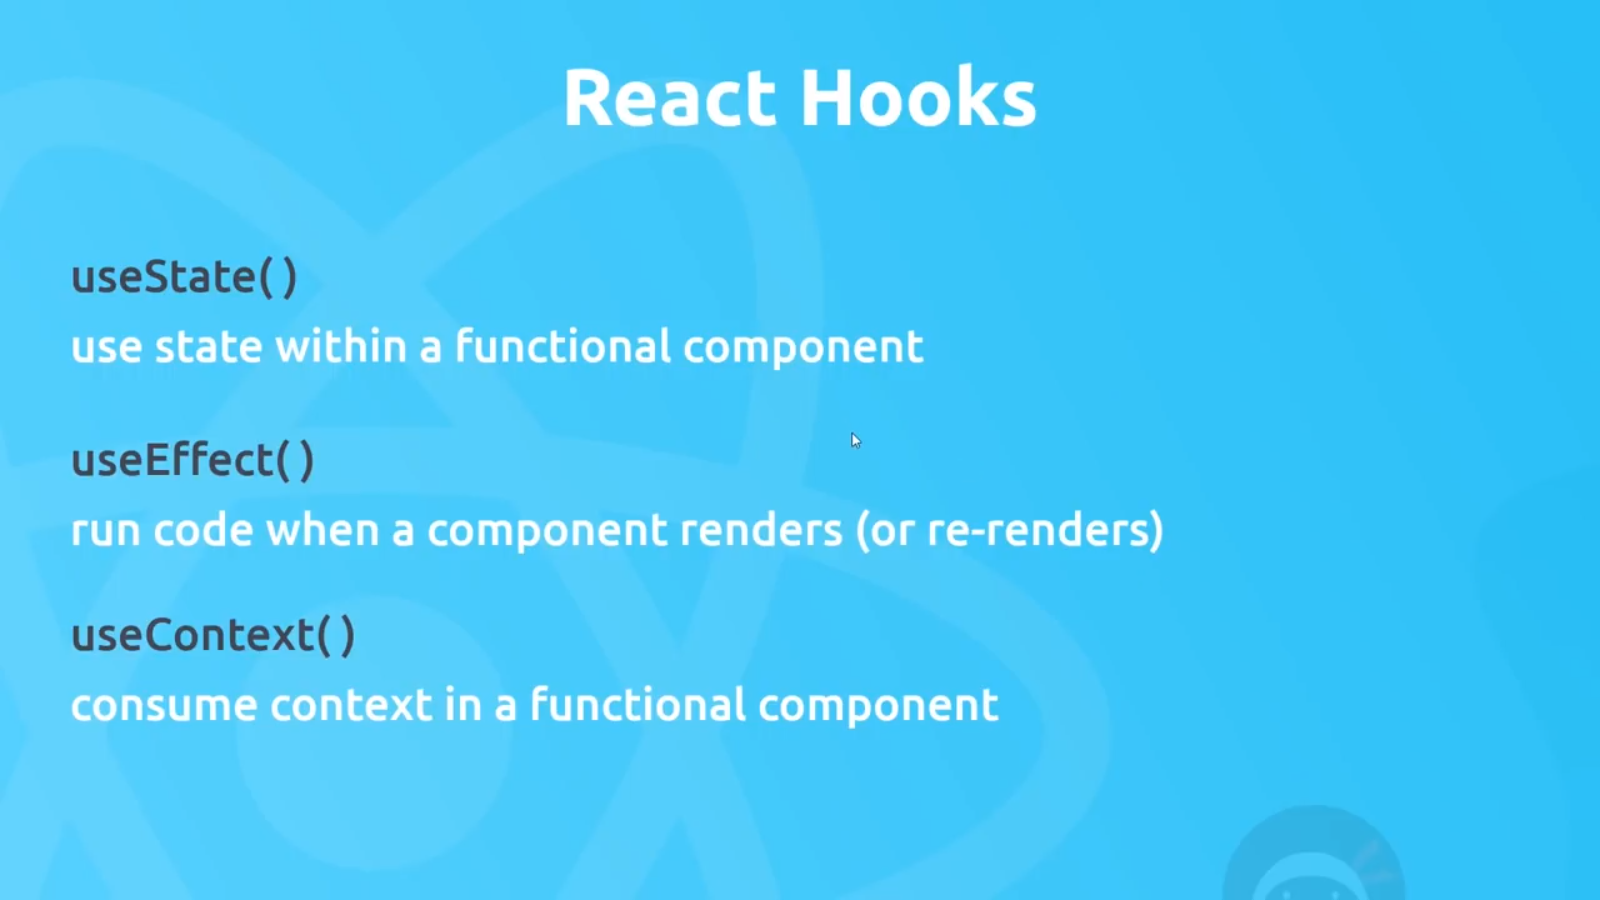 React Hooks
useState( )
use state within a functional component
useEffect( )
run code when a component renders (or re-renders)
useContext( )
consume context in a functional component